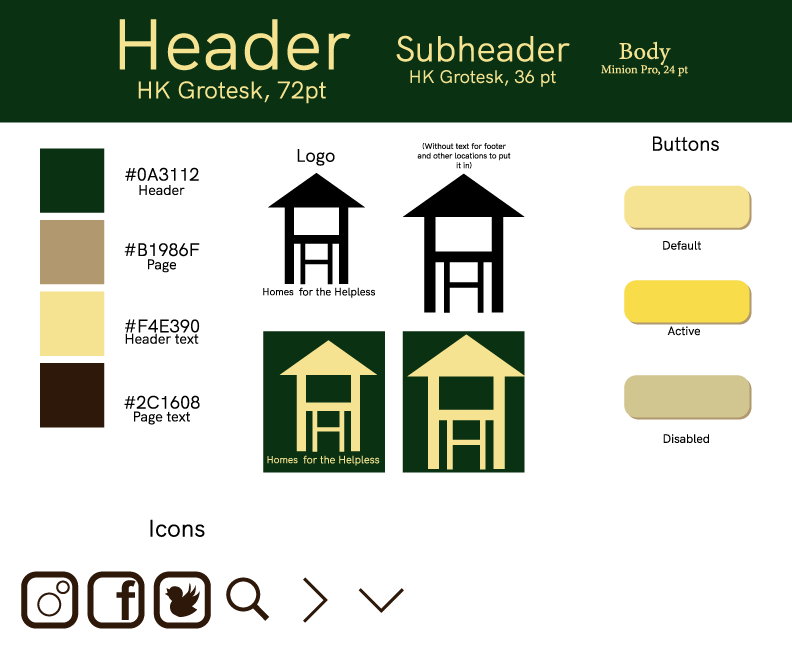 Header
HK Grotesk, 72pt
Subheader
HK Grotesk, 36 pt
Body
Minion Pro, 24 pt
#0A3112
Header
#B1986F
Page
#F4E390
Header text
#2C1608
Page text
Logo
(Without text for footer
and other locations to put
it in)
Homes for the Helpless
Homes for the Helpless
Buttons
Default
Active
Disabled
Icons
f